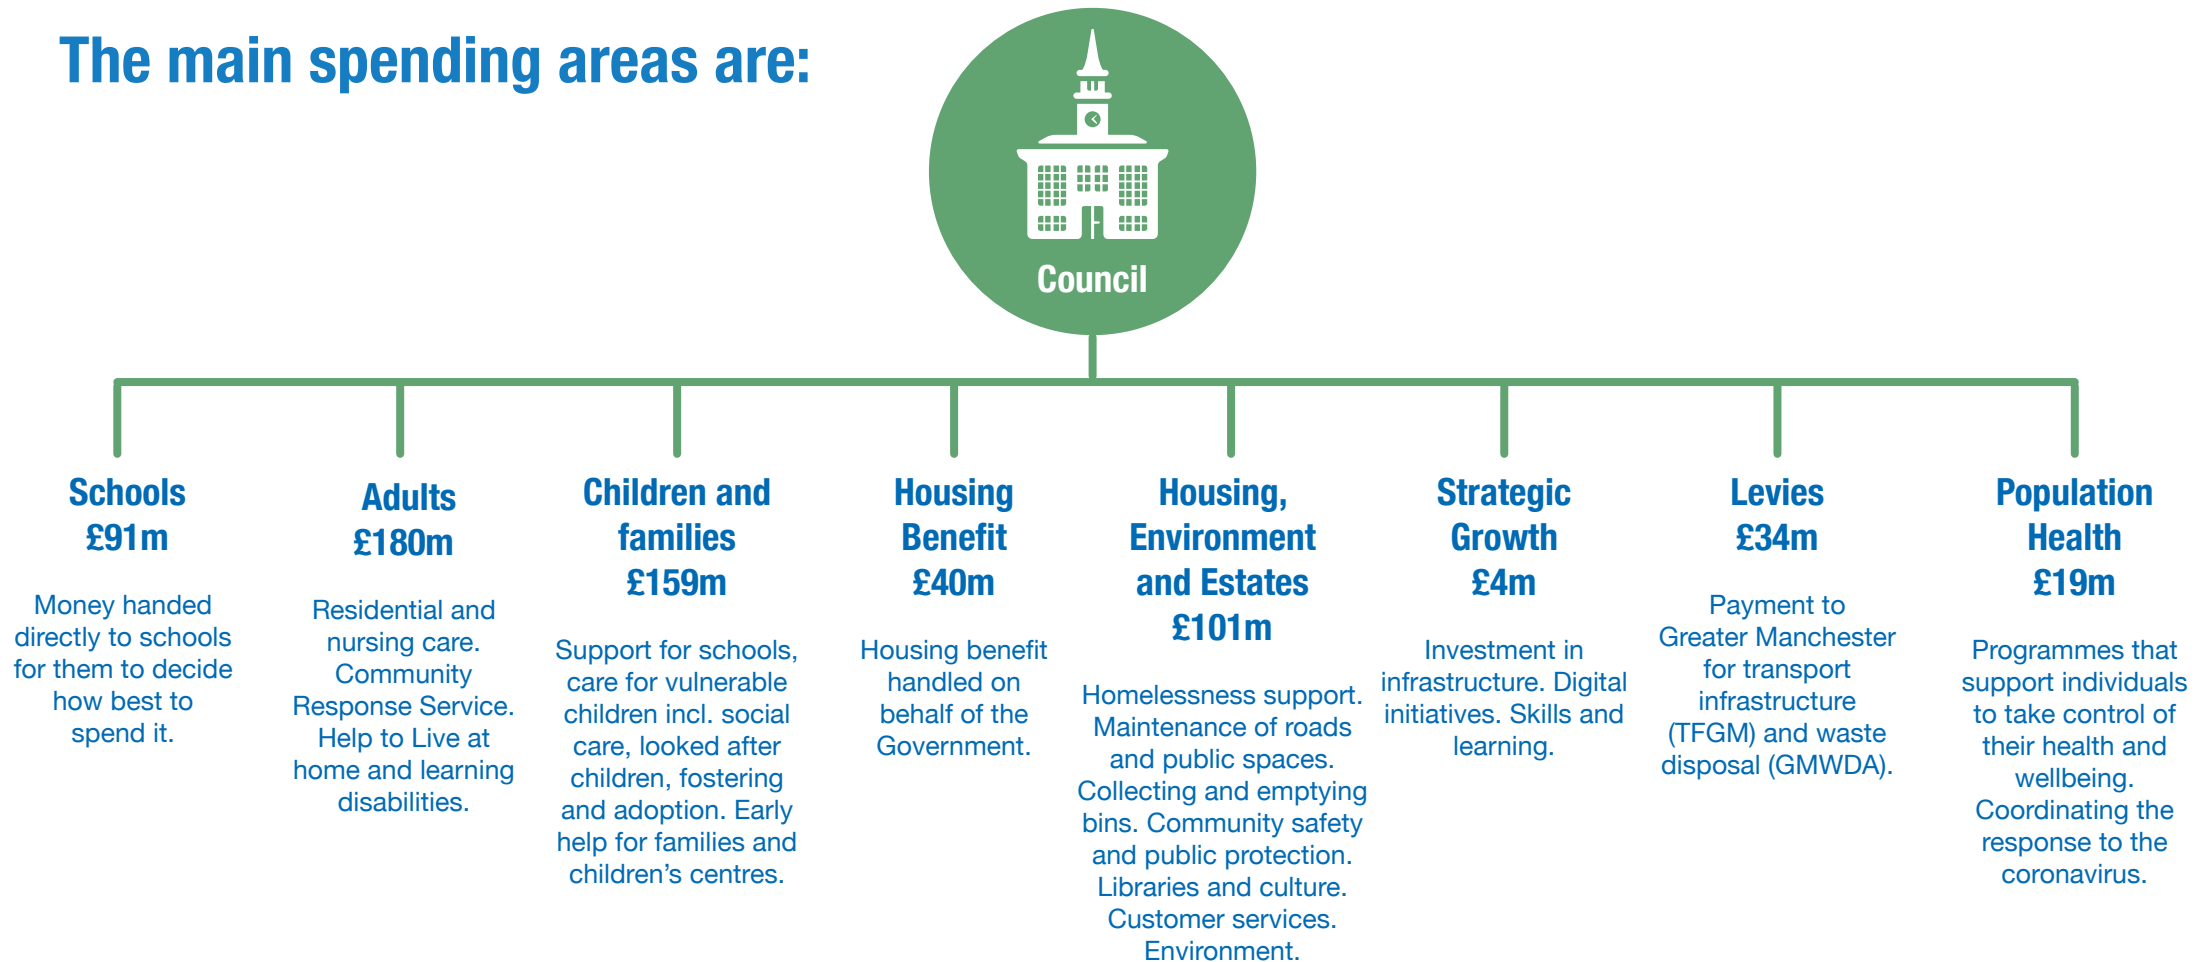 The main spending areas are:
Council
Schools
£91m
Money handed
directly to schools
for them to decide
how best to
spend it.
Adults
£180m
Residential and
nursing care.
Community
Response Service.
Help to Live at
home and learning
disabilities.
Children and
families
£159m
Support for schools,
care for vulnerable
children incl. social
care, looked after
children, fostering
and adoption. Early
help for families and
children’s centres.
Housing
Benefit
£40m
Housing benefit
handled on
behalf of the
Government.
Housing,
Environment
and Estates
£101m
Homelessness support.
Maintenance of roads
and public spaces.
Collecting and emptying
bins. Community safety
and public protection.
Libraries and culture.
Customer services.
Environment.
Strategic
Growth
£4m
Investment in
infrastructure. Digital
initiatives. Skills and
learning.
Levies
£34m
Payment to
Greater Manchester
for transport
infrastructure
(TFGM) and waste
disposal (GMWDA).
Population
Health
£19m
Programmes that
support individuals
to take control of
their health and
wellbeing.
Coordinating the
response to the
coronavirus.